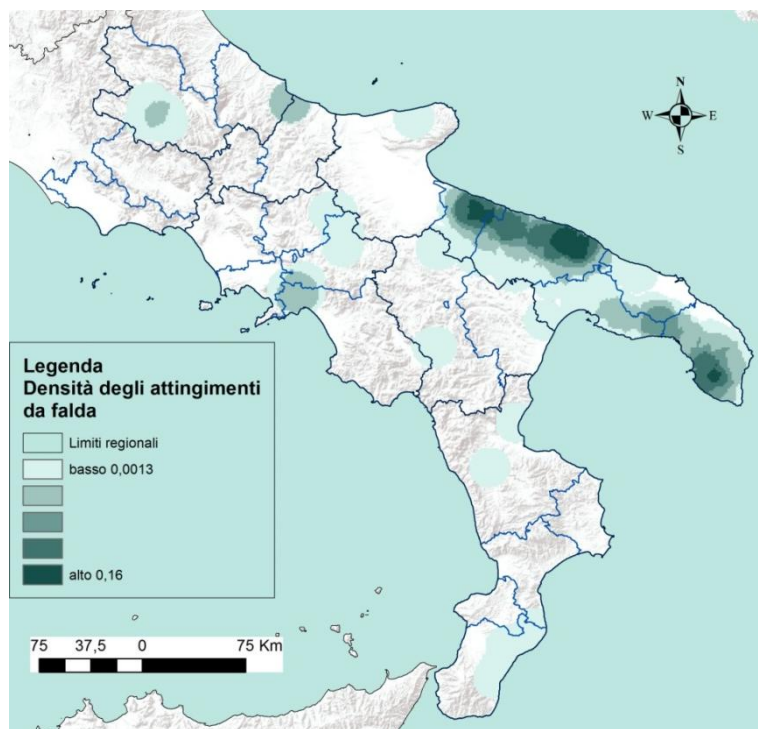 N
W E
S
Legenda
Densità degli attingimenti
da falda
Limiti regionali
basso 0,0013
alto 0,16
75 37,5 0 75 Km